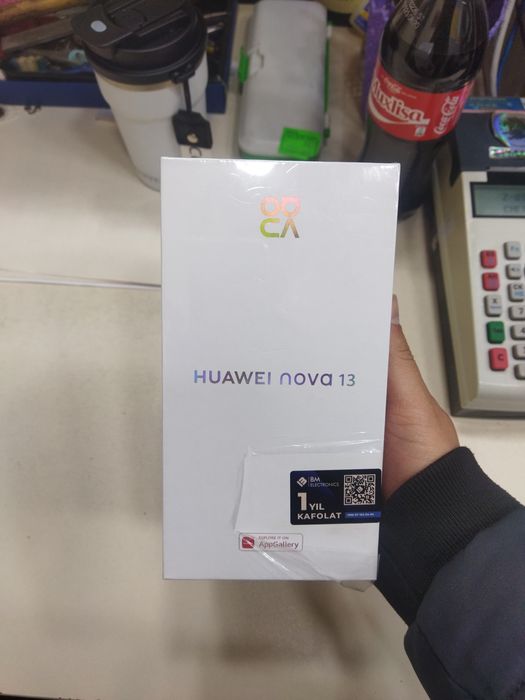 Coca-Cola
HUAWEI nova 13
BM
ELECTRONICS
1 YIL
KAFOLAT
EXPLORE IT ON
AppGallery